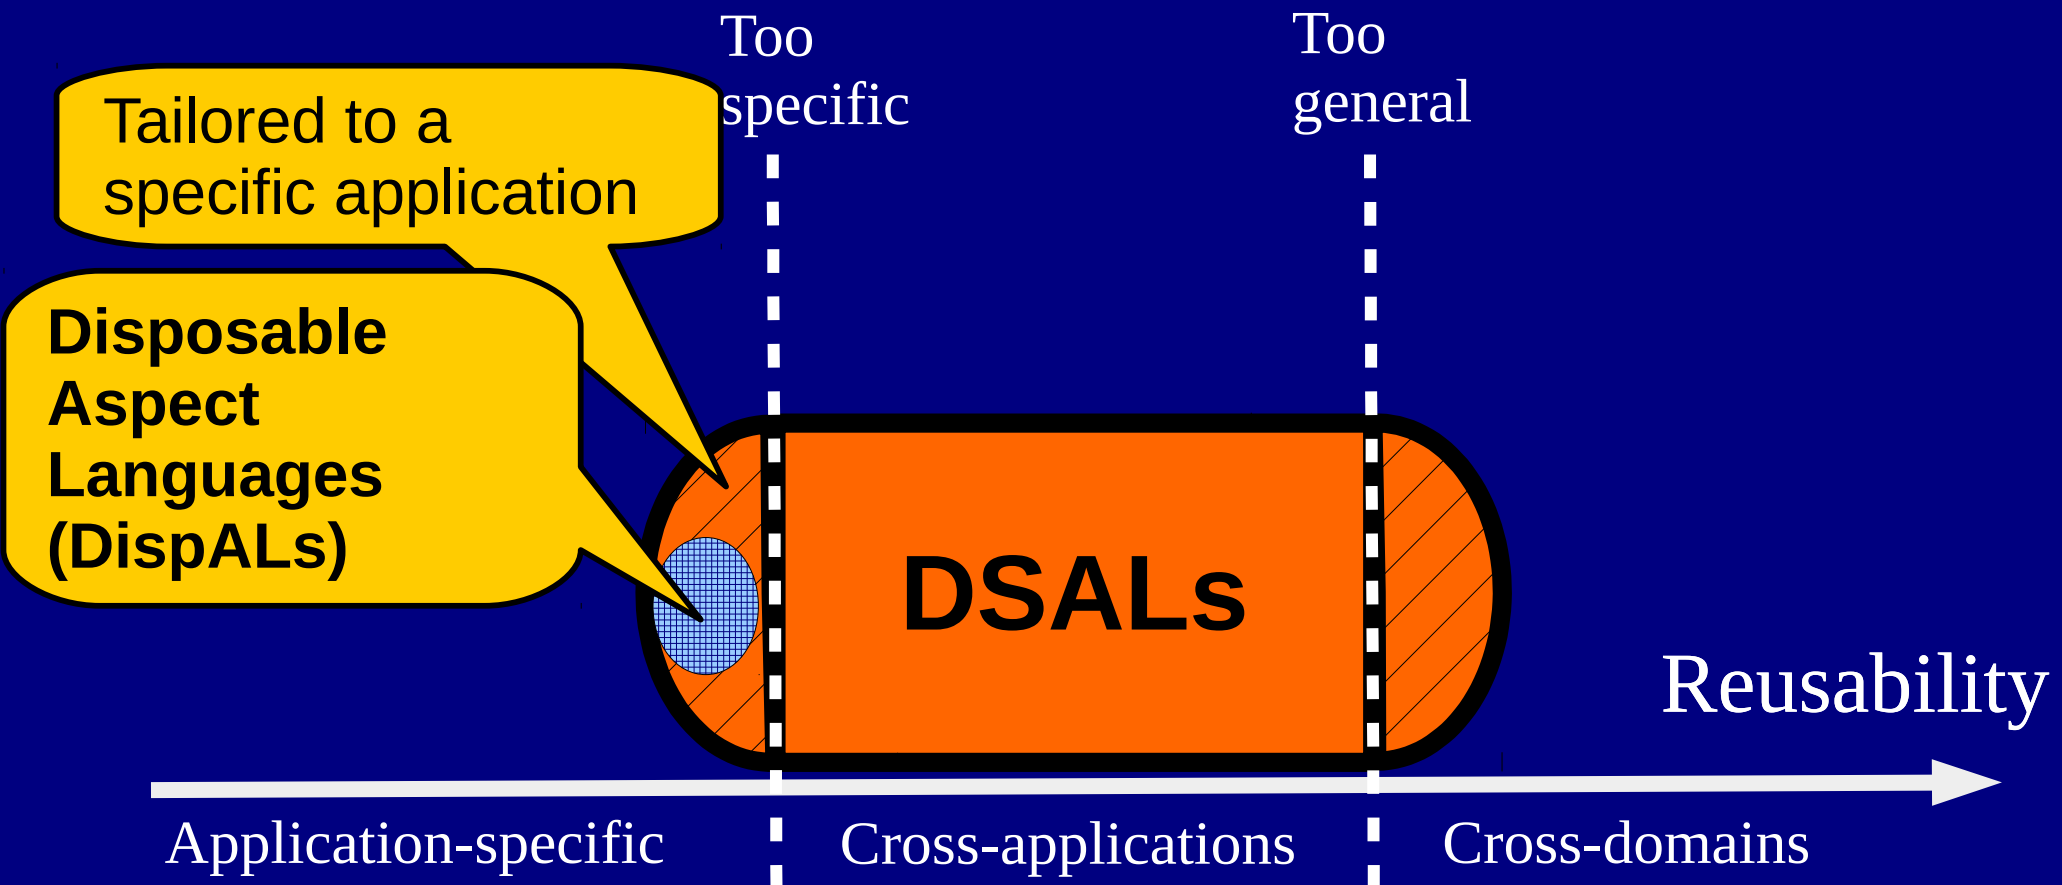 Too
specific
Too
general
Tailored to a
specific application
Disposable
Aspect
Languages
(DispALs)
DSALs
Reusability
Application-specific
Cross-applications
Cross-domains